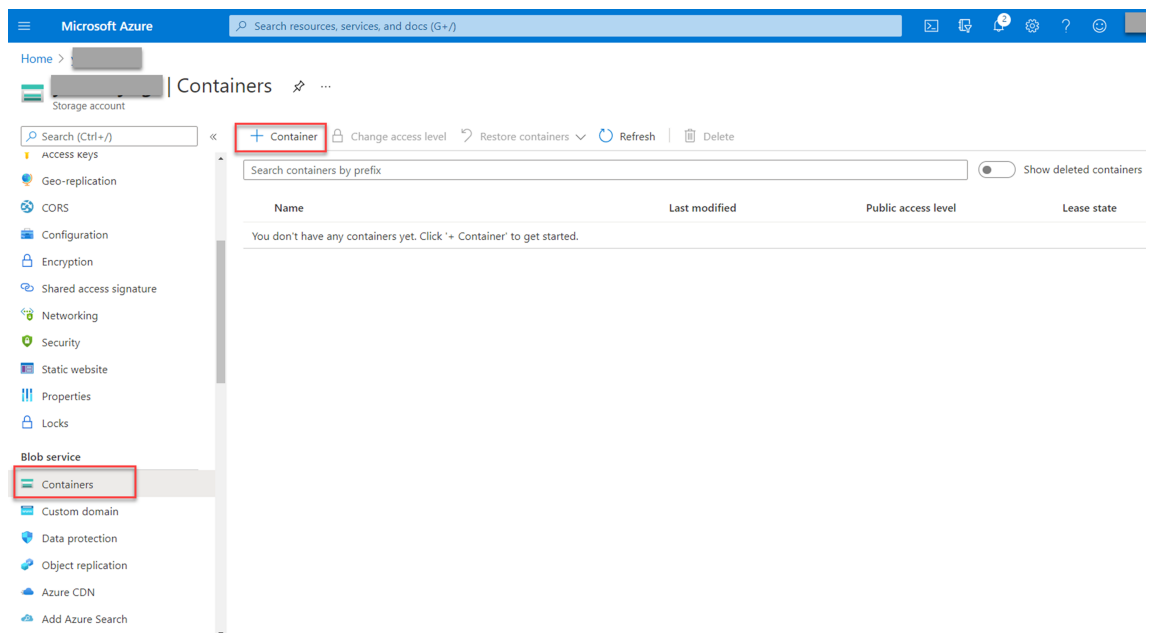 Microsoft Azure
Search resources, services, and docs (G+/)
2
Home >
| Containers
...
Storage account
Search (Ctrl+/)
«
+ Container
Change access level
Restore containers
Refresh
Delete
Access keys
Geo-replication
CORS
Configuration
Encryption
Shared access signature
Networking
Security
Static website
Properties
Locks
Blob service
Containers
Custom domain
Data protection
Object replication
Azure CDN
Add Azure Search
Search containers by prefix
Show deleted containers
Name Last modified Public access level Lease state
You don't have any containers yet. Click '+ Container' to get started.